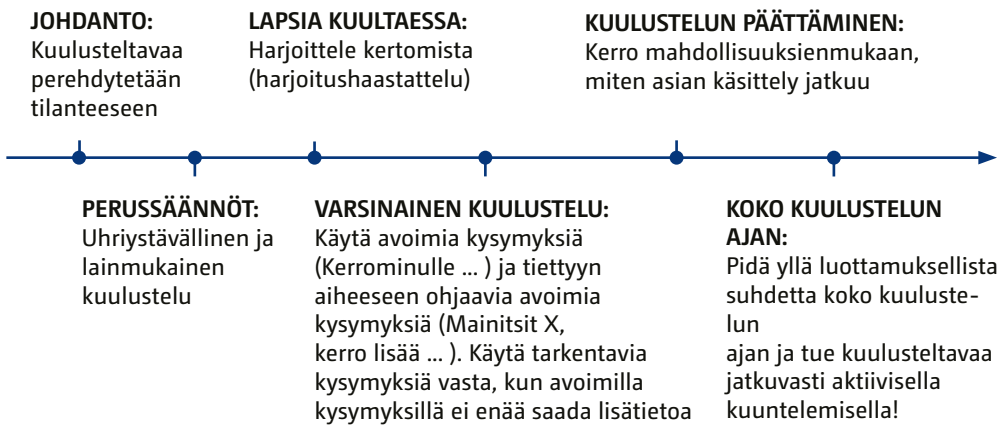 JOHDANTO:
Kuulusteltavaa
perehdytetään
tilanteeseen
LAPSIA KUULTAESSA:
Harjoittele kertomista
(harjoitushaastattelu)
KUULUSTELUN PÄÄTTÄMINEN:
Kerro mahdollisuuksienmukaan,
miten asian käsittely jatkuu
PERUSSÄÄNNÖT:
Uhriystävällinen ja
lainmukainen
kuulustelu
VARSINAINEN KUULUSTELU:
Käytä avoimia kysymyksiä
(Kerrominulle ... ) ja tiettyyn
aiheeseen ohjaavia avoimia
kysymyksiä (Mainitsit X,
kerro lisää ... ). Käytä tarkentavia
kysymyksiä vasta, kun avoimilla
kysymyksillä ei enää saada lisätietoa
KOKO KUULUSTELUN
AJAN:
Pidä yllä luottamuksellista
suhdetta koko kuuluste-
lun
ajan ja tue kuulusteltavaa
jatkuvasti aktiivisella
kuuntelemisella!